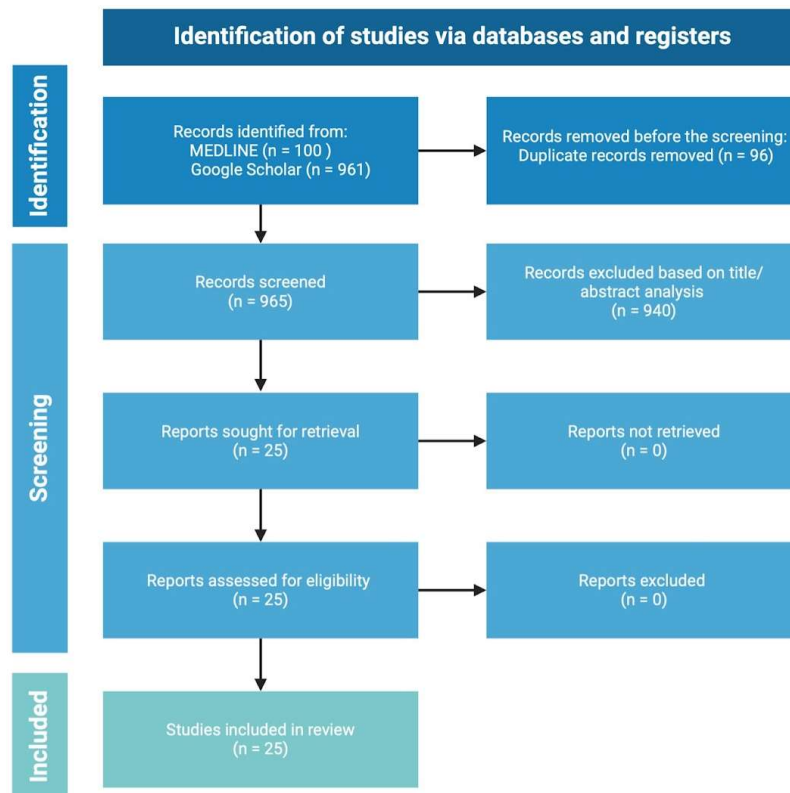 Identification of studies via databases and registers
Identification
Records identified from:
MEDLINE (n = 100 )
Google Scholar (n = 961)
Records removed before the screening:
Duplicate records removed (n = 96)
Screening
Records screened
(n = 965)
Records excluded based on title/
abstract analysis
(n = 940)
Reports sought for retrieval
(n = 25)
Reports not retrieved
(n = 0)
Reports assessed for eligibility
(n = 25)
Reports excluded
(n = 0)
Included
Studies included in review
(n = 25)